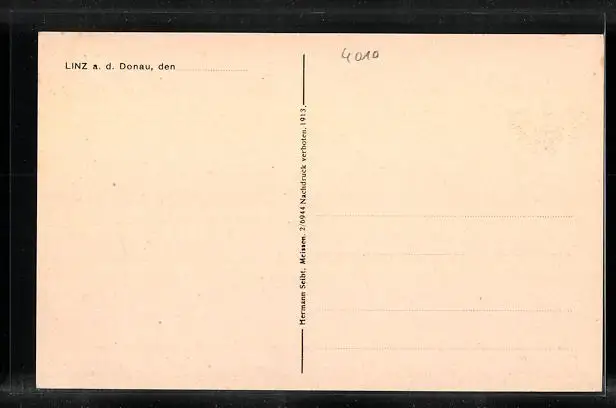 LINZ a. d. Donau, den
4010
Hermann Seibt, Meissen. 2/6944 Nachdruck verboten. 1913.